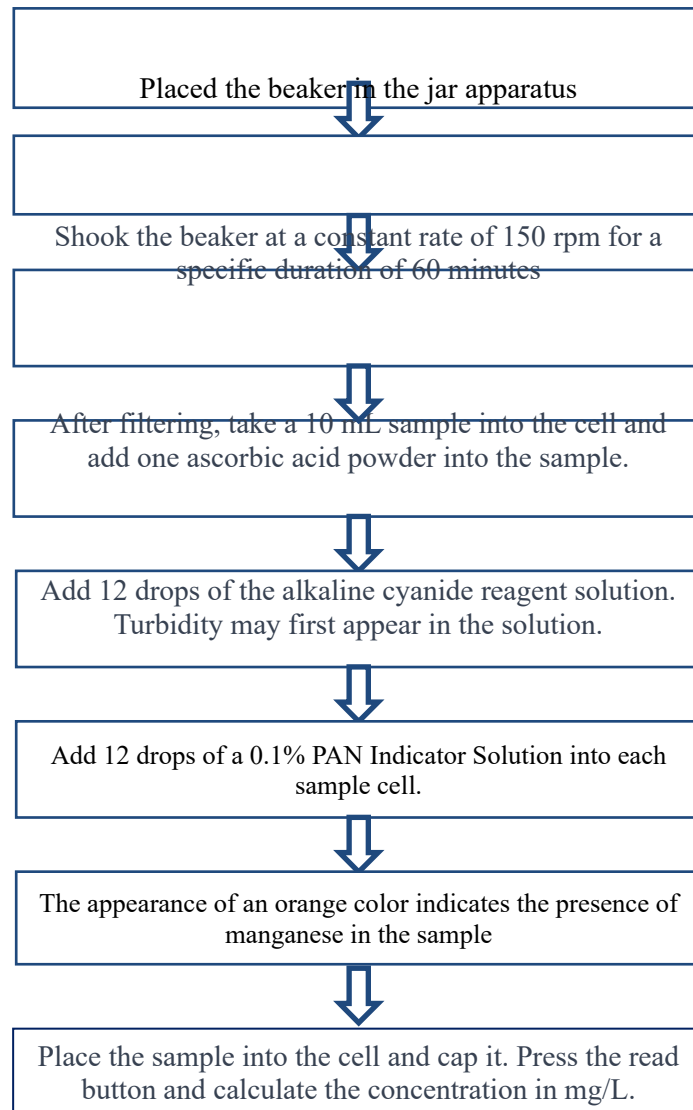 Placed the beaker in the jar apparatus
Shook the beaker at a constant rate of 150 rpm for a
specific duration of 60 minutes
After filtering, take a 10 mL sample into the cell and
add one ascorbic acid powder into the sample.
Add 12 drops of the alkaline cyanide reagent solution.
Turbidity may first appear in the solution.
Add 12 drops of a 0.1% PAN Indicator Solution into each
sample cell.
The appearance of an orange color indicates the presence of
manganese in the sample
Place the sample into the cell and cap it. Press the read
button and calculate the concentration in mg/L.